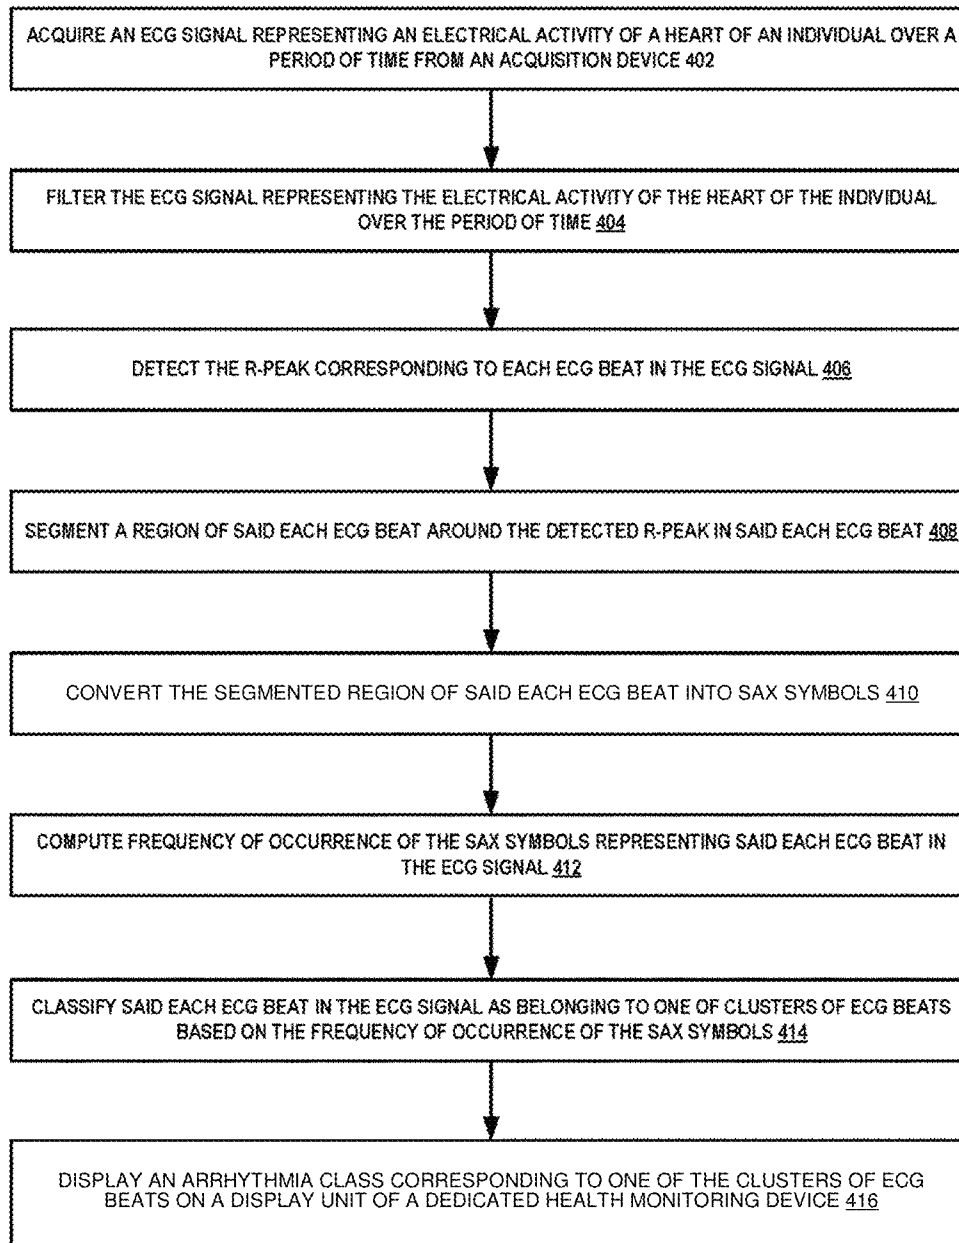 ACQUIRE AN ECG SIGNAL REPRESENTING AN ELECTRICAL ACTIVITY OF A HEART OF AN INDIVIDUAL OVER A
PERIOD OF TIME FROM AN ACQUISITION DEVICE 402
FILTER THE ECG SIGNAL REPRESENTING THE ELECTRICAL ACTIVITY OF THE HEART OF THE INDIVIDUAL
OVER THE PERIOD OF TIME 404
DETECT THE R-PEAK CORRESPONDING TO EACH ECG BEAT IN THE ECG SIGNAL 406
SEGMENT A REGION OF SAID EACH ECG BEAT AROUND THE DETECTED R-PEAK IN SAID EACH ECG BEAT 408
CONVERT THE SEGMENTED REGION OF SAID EACH ECG BEAT INTO SAX SYMBOLS 410
COMPUTE FREQUENCY OF OCCURRENCE OF THE SAX SYMBOLS REPRESENTING SAID EACH ECG BEAT IN
THE ECG SIGNAL 412
CLASSIFY SAID EACH ECG BEAT IN THE ECG SIGNAL AS BELONGING TO ONE OF CLUSTERS OF ECG BEATS
BASED ON THE FREQUENCY OF OCCURRENCE OF THE SAX SYMBOLS 414
DISPLAY AN ARRHYTHMIA CLASS CORRESPONDING TO ONE OF THE CLUSTERS OF ECG
BEATS ON A DISPLAY UNIT OF A DEDICATED HEALTH MONITORING DEVICE 416